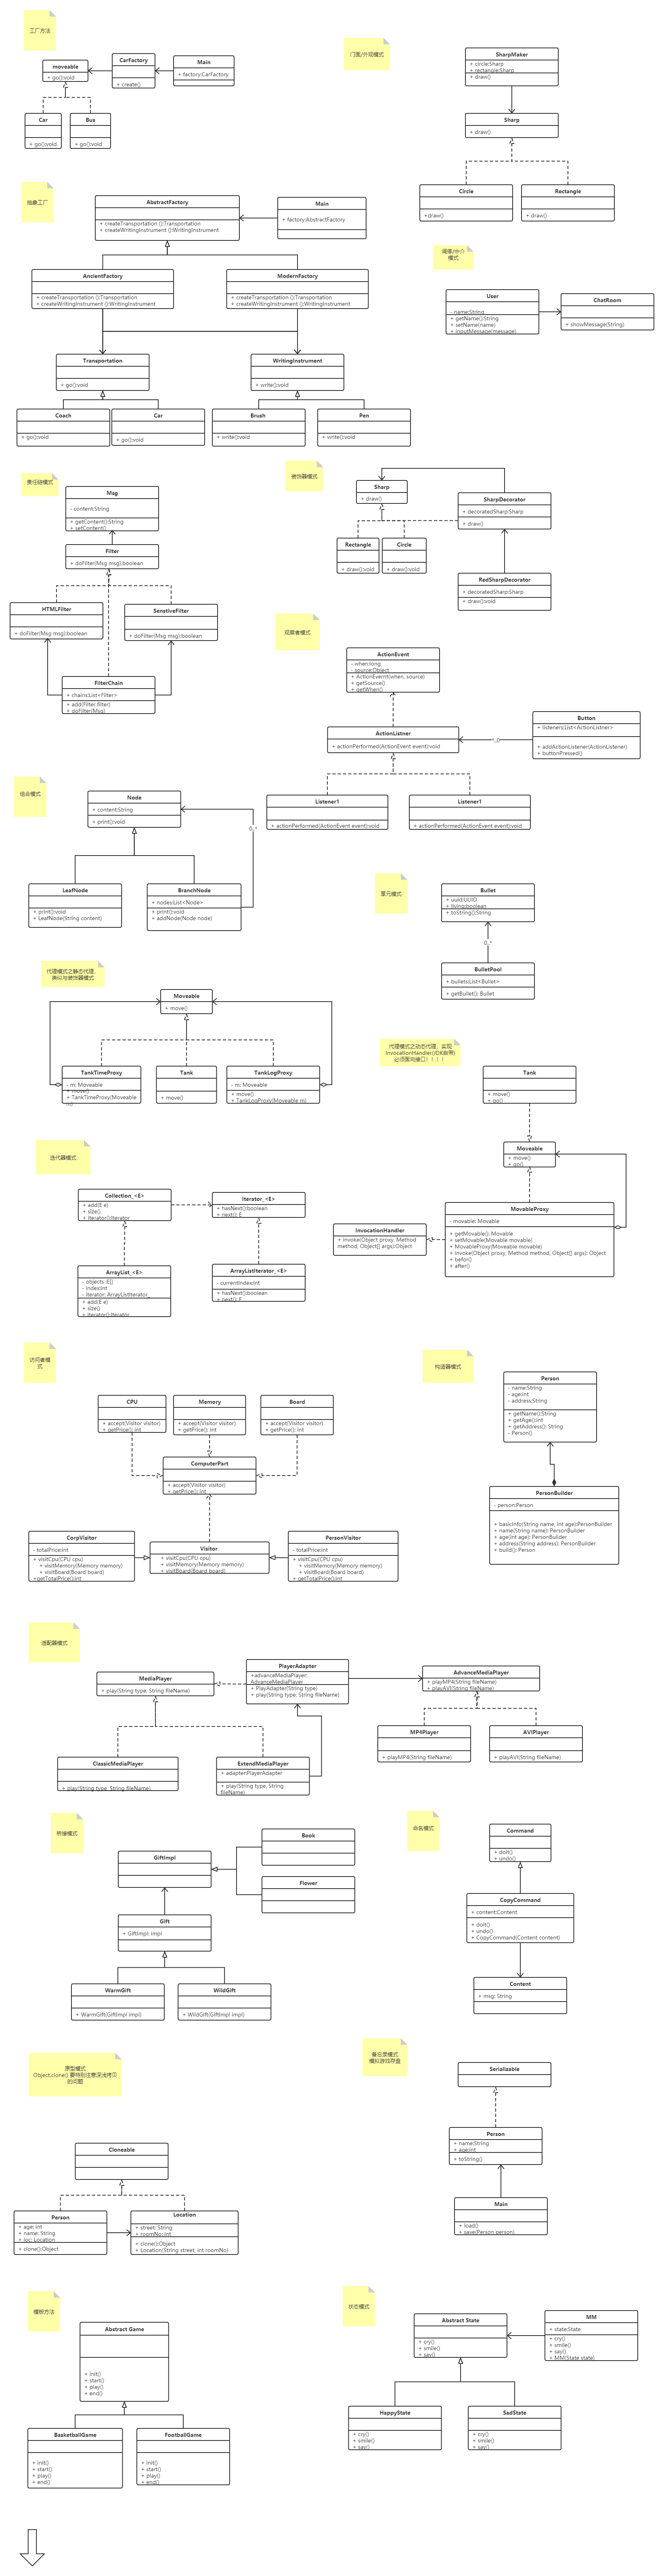 工厂方法
moveable
+ go():void
CarFactory
+ create()
Main
+ factory:CarFactory
Car
+ go():void
Bus
+ go():void
门面/外观模式
SharpMaker
+ circle:Sharp
+ rectangle:Sharp
+ draw()
Sharp
+ draw()
Circle
+draw()
Rectangle
+ draw()
抽象工厂
AbstractFactory
+ createTransportation ():Transportation
+ createWritingInstrument ():WritingInstrument
Main
+ factory:AbstractFactory
AncientFactory
+ createTransportation ():Transportation
+ createWritingInstrument ():WritingInstrument
ModernFactory
+ createTransportation ():Transportation
+ createWritingInstrument ():WritingInstrument
Transportation
+ go():void
WritingInstrument
+ write():void
Coach
+ go():void
Car
+ go():void
Brush
+ write():void
Pen
+ write():void
调停/中介
模式
User
- name:String
+ getName():String
+ setName(name)
+ inputMessage(message)
ChatRoom
+ showMessage(String)
责任链模式
Msg
- content:String
+ getContent():String
+ setContent()
Filter
+ doFilter(Msg msg):boolean
HTMLFilter
+ doFilter(Msg msg):boolean
SenstiveFilter
+ doFilter(Msg msg):boolean
FilterChain
+ chains:List<Filter>
+ add(Filter filter)
+ doFilter(Msg)
装饰器模式
Sharp
+ draw()
SharpDecorator
+ decoratedSharp:Sharp
+ draw()
Rectangle
+ draw():void
Circle
+ draw():void
RedSharpDecorator
+ decoratedSharp:Sharp
+ draw():void
观察者模式
ActionEvent
- when:long
- source:Object
+ ActionEvernt(when, source)
+ getSource()
+ getWhen()
ActionListner
+ actionPerformed(ActionEvent event):void
Button
+ listeners:List<ActionListner>
+ addActionListener(ActionListener)
+ buttonPressed()
*..0
Listener1
+ actionPerformed(ActionEvent event):void
Listener1
+ actionPerformed(ActionEvent event):void
组合模式
Node
+ content:String
+ print():void
0..*
LeafNode
+ print():void
+ LeafNode(String content)
BranchNode
+ nodes:List<Node>
+ print():void
+ addNode(Node node)
享元模式
Bullet
+ uuid:UUID
+ living:boolean
+ toString():String
0..*
BulletPool
+ bullets:List<Bullet>
+ getBullet(): Bullet
代理模式之静态代理，
类似与装饰器模式
Moveable
+ move()
TankTimeProxy
- m: Moveable
+ move()
+ TankTimeProxy(Moveable
m)
Tank
+ move()
TankLogProxy
- m: Moveable
+ move()
+ TankLogProxy(Moveable m)
代理模式之动态代理，实现
InvocationHandler(JDK自带)
必须面向接口！！！！
Tank
+ move()
+ go()
Moveable
+ move()
+ go()
InvocationHandler
+ invoke(Object proxy, Method
method, Object[] args):Object
MovableProxy
- movable: Movable
+ getMovable(): Movable
+ setMovable(Movable movable)
+ MovableProxy(Moveable movable)
+ invoke(Object proxy, Method method, Object[] args): Object
+ befor()
+ after()
迭代器模式
Collection_<E>
+ add(E e)
+ size()
+ iterator():Iterator_
Iterator_<E>
+ hasNext():boolean
+ next(): E
ArrayList_<E>
- objects :E[]
- index:int
- iterator: ArrayListIterator_
+ add(E e)
+ size()
+ iterator():Iterator_
ArrayListIterator_<E>
- currentIndex:int
+ hasNext():boolean
+ next(): E
访问者模
式
CPU
+ accept(Visitor visitor)
+ getPrice(): int
Memory
+ accept(Visitor visitor)
+ getPrice(): int
Board
+ accept(Visitor visitor)
+ getPrice(): int
ComputerPart
+ accept(Visitor visitor)
+ getPrice(): int
CorpVisitor
- totalPrice:int
+ visitCpu(CPU cpu)
+ visitMemory(Memory memory)
+ visitBoard(Board board)
+getTotalPrice():int
Visitor
+ visitCpu(CPU cpu)
+ visitMemory(Memory memory)
+ visitBoard(Board board)
PersonVisitor
- totalPrice:int
+ visitCpu(CPU cpu)
+ visitMemory(Memory memory)
+ visitBoard(Board board)
+ getTotalPrice:int
构造器模式
Person
- name:String
- age:int
- address:String
+ getName():String
+ getAge():int
+ getAddress(): String
- Person()
PersonBuilder
- person:Person
+ basicInfo(String name, int age):PersonBuilder
+ name(String name): PersonBuilder
+ age(int age): PersonBuilder
+ address(String address): PersonBuilder
+ build(): Person
适配器模式
MediaPlayer
+ play(String type, String fileName)
PlayerAdapter
+advanceMediaPlayer:
AdvanceMediaPlayer
+ PlayAdapter(String type)
+ play(String type, String fileName)
AdvanceMediaPlayer
+ playMP4(String fileName)
+ playAVI(String fileName)
ClassicMediaPlayer
+ play(String type, String fileName)
ExtendMediaPlayer
+ adapter:PlayerAdapter
+ play(String type, String
fileName)
MP4Player
+ playMP4(String fileName)
AVIPlayer
+ playAVI(String fileName)
桥接模式
GiftImpl
Book
Flower
Gift
+ GiftImpl: impl
WarmGift
+ WarmGift(GiftImpl impl)
WildGift
+ WildGift(GiftImpl impl)
命名模式
Command
+ doit()
+ undo()
CopyCommand
+ content:Content
+ doit()
+ undo()
+ CopyCommand(Content content)
Content
+ msg: String
原型模式
Object.clone() 要特别注意深浅拷贝
的问题
Cloneable
Person
+ age: int
+ name: String
+ loc: Location
+ clone():Object
Location
+ street: String
+ roomNo: int
+ clone():Object
+ Location(String street, int roomNo)
备忘录模式
模拟游戏存盘
Serializable
Person
+ name:String
+ age:int
+ toString()
Main
+ load()
+ save(Person person)
模板方法
Abstract Game
+ init()
+ start()
+ play()
+ end()
BasketballGame
+ init()
+ start()
+ play()
+ end()
FootballGame
+ init()
+ start()
+ play()
+ end()
状态模式
Abstract State
+ cry()
+ smile()
+ say()
MM
+ state:State
+ cry()
+ smile()
+ say()
+ MM(State state)
HappyState
+ cry()
+ smile()
+ say()
SadState
+ cry()
+ smile()
+ say()